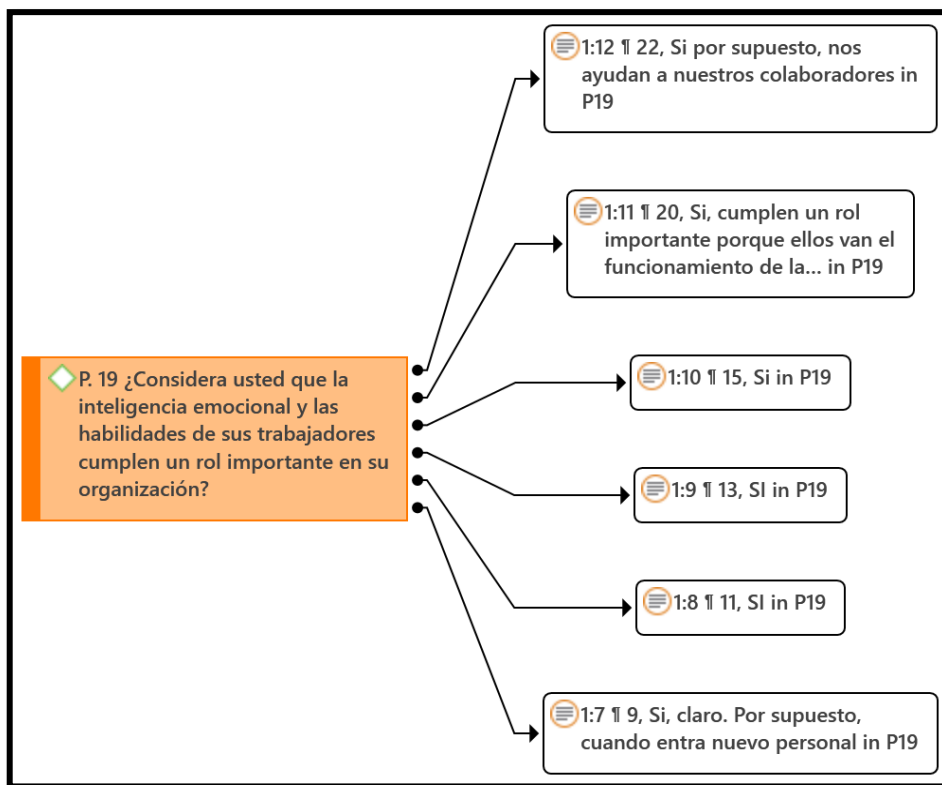 1:12 ¶ 22, Si por supuesto, nos
ayudan a nuestros colaboradores in
P19
1:11 ¶ 20, Si, cumplen un rol
importante porque ellos van el
funcionamiento de la... in P19
P. 19 ¿Considera usted que la
inteligencia emocional y las
habilidades de sus trabajadores
cumplen un rol importante en su
organización?
1:10 ¶ 15, Si in P19
1:9 ¶ 13, SI in P19
1:8 ¶ 11, SI in P19
1:7 ¶ 9, Si, claro. Por supuesto,
cuando entra nuevo personal in P19